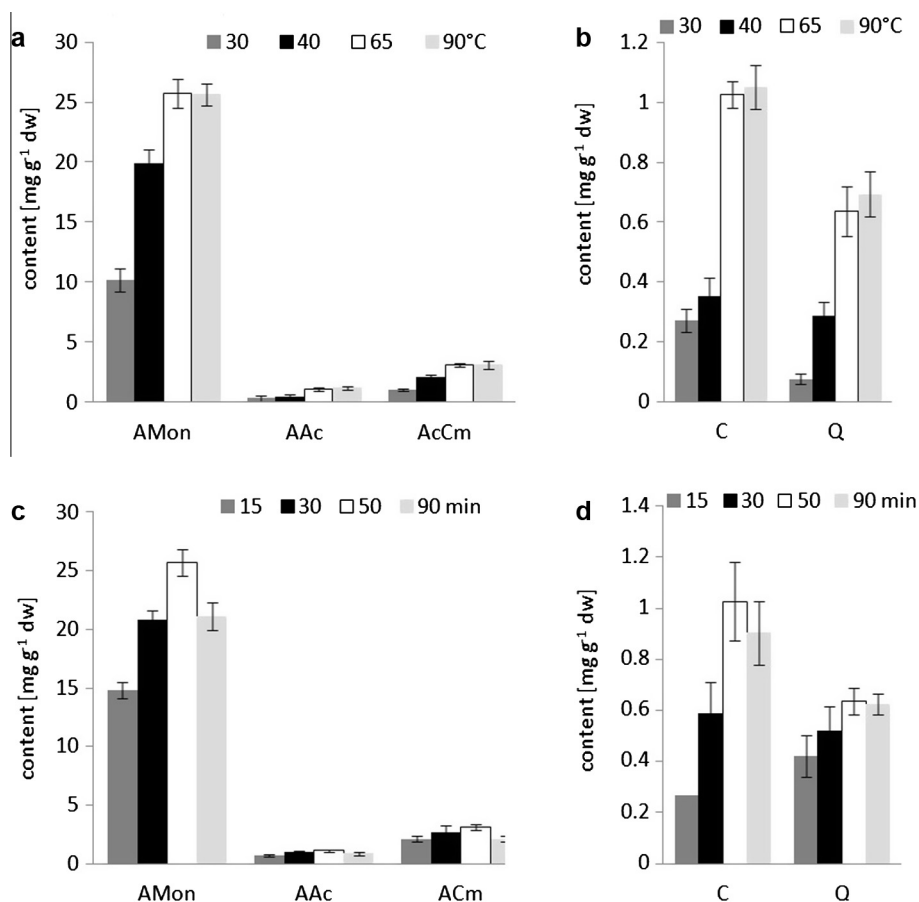 a
30 40 65 90°C
30
25
20
15
10
5
0
content [mg g⁻¹ dw]
AMon AAc AcCm
b
30 40 65 90°C
1.2
1
0.8
0.6
0.4
0.2
0
content [mg g⁻¹ dw]
C Q
c
15 30 50 90 min
30
25
20
15
10
5
0
content [mg g⁻¹ dw]
AMon AAc ACm
d
15 30 50 90 min
1.4
1.2
1
0.8
0.6
0.4
0.2
0
content [mg g⁻¹ dw]
C Q